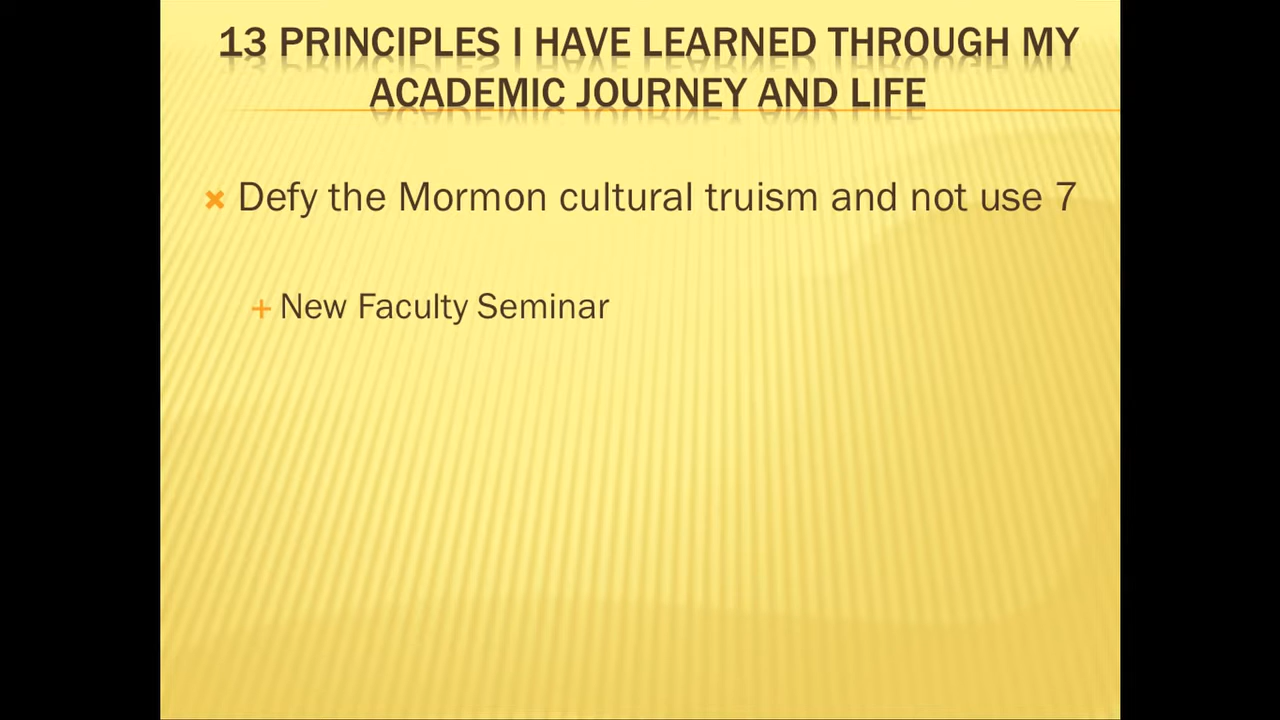 13 PRINCIPLES I HAVE LEARNED THROUGH MY
ACADEMIC JOURNEY AND LIFE
Defy the Mormon cultural truism and not use 7
New Faculty Seminar